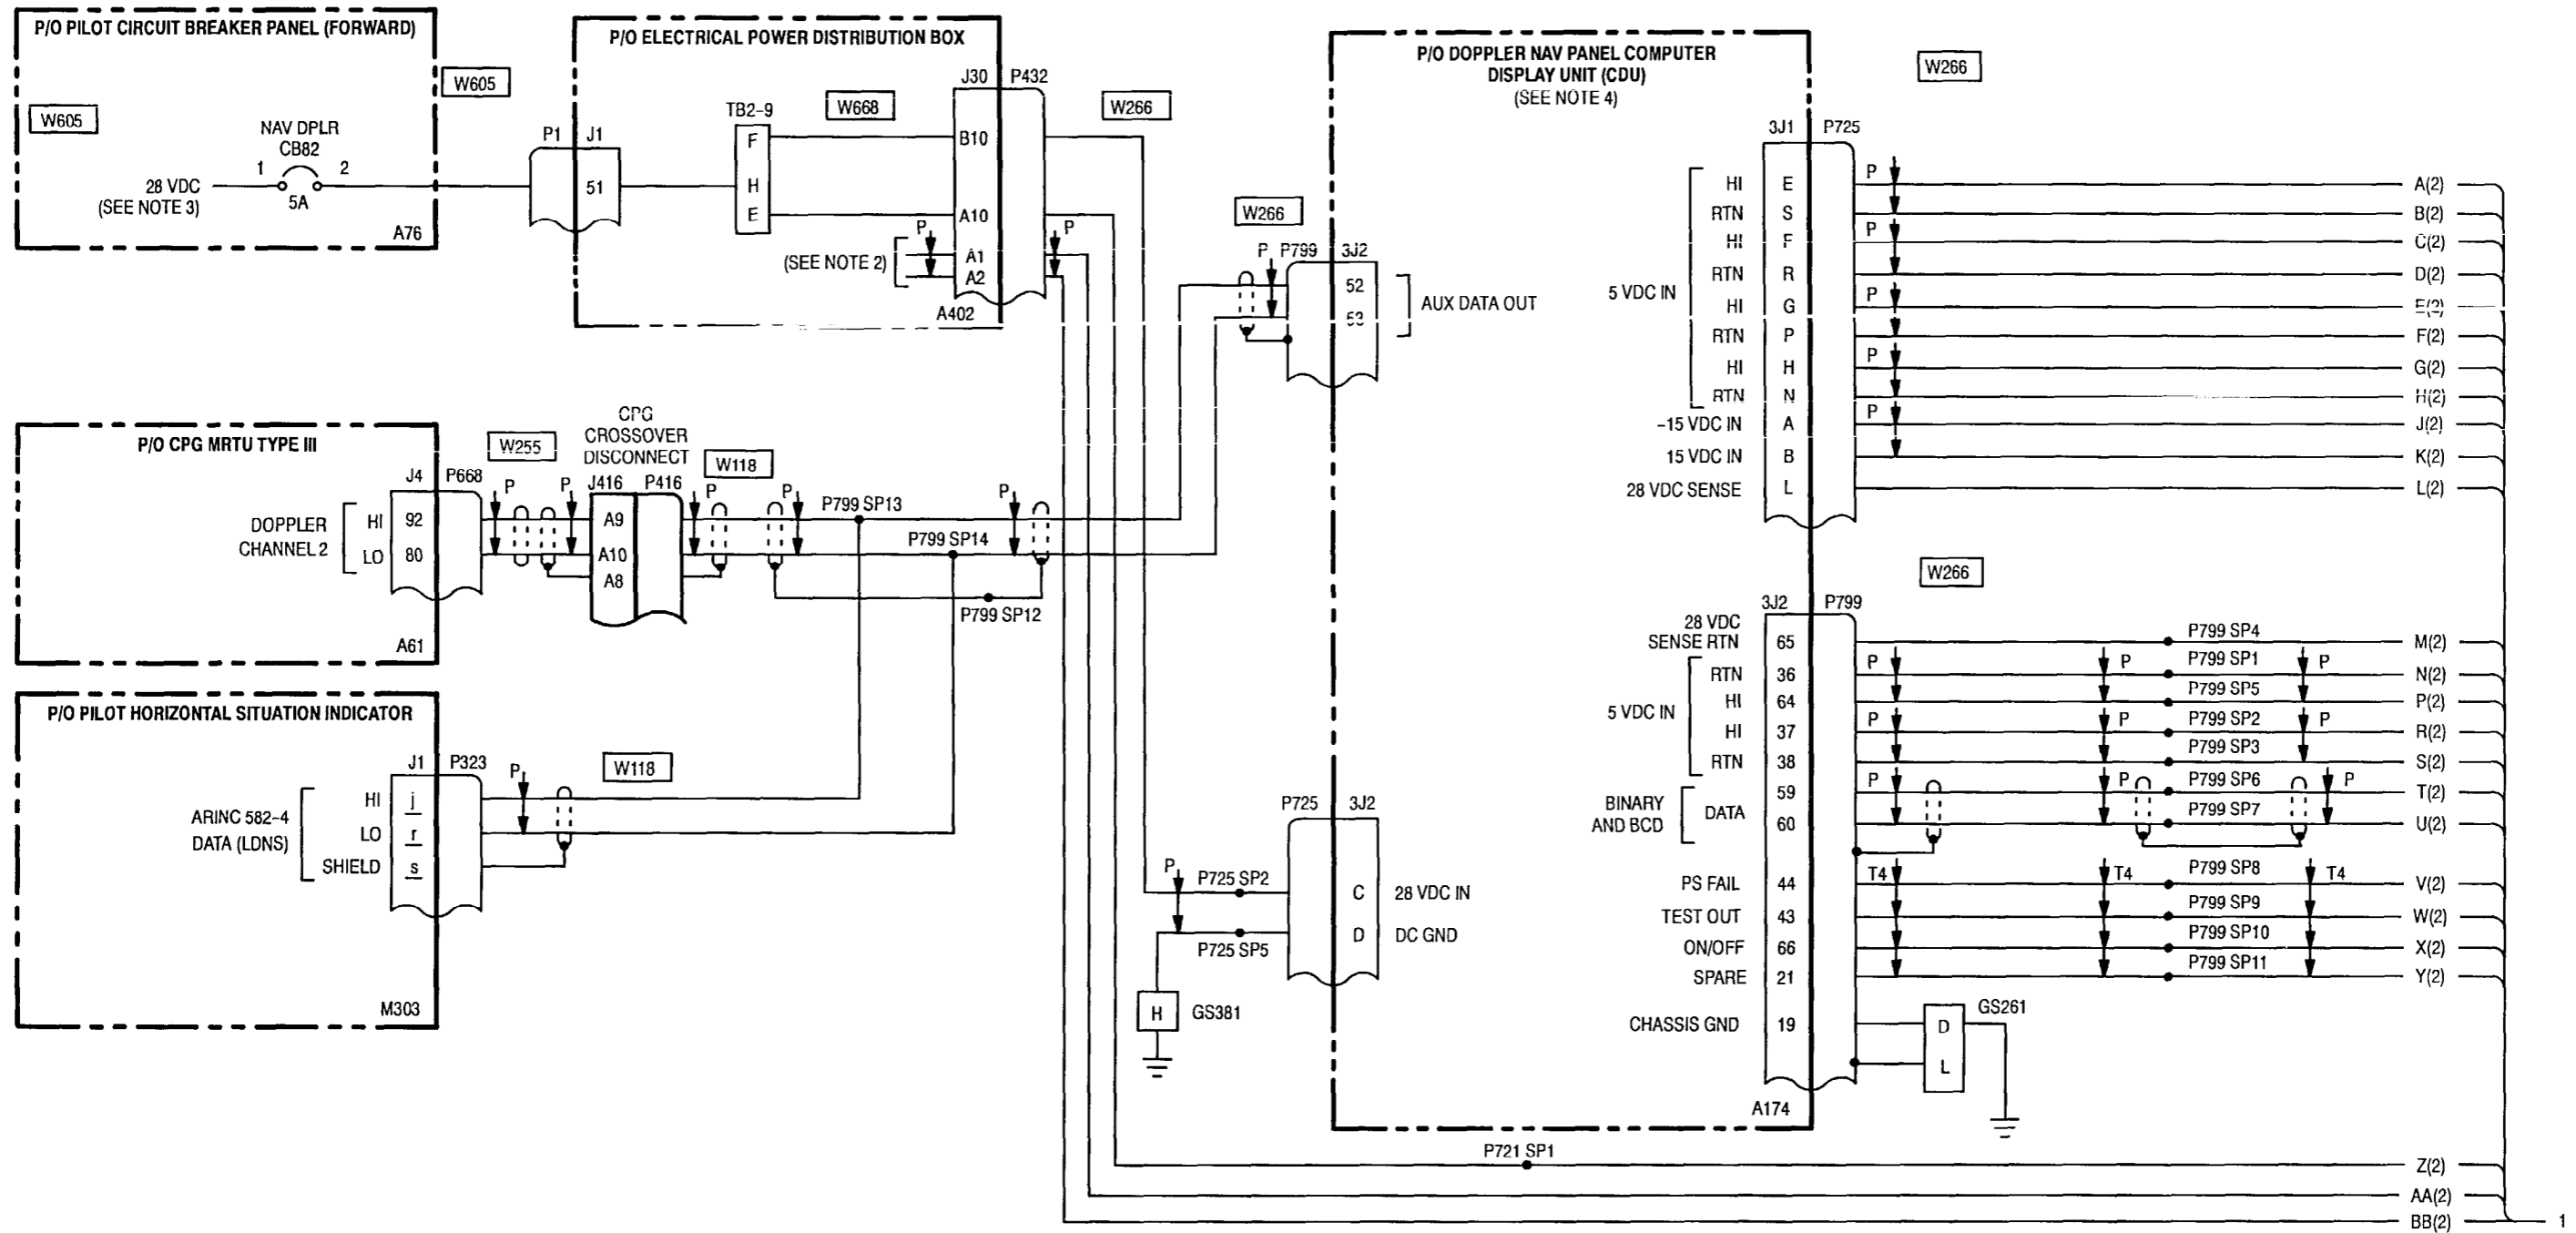 P/O PILOT CIRCUIT BREAKER PANEL (FORWARD)
W605
NAV DPLR
CB82
1
2
28 VDC
(SEE NOTE 3)
5A
A76
W605
P/O ELECTRICAL POWER DISTRIBUTION BOX
P1
J1
51
TB2-9
F
H
E
W668
J30
P432
B10
A10
P
P
A1
A2
(SEE NOTE 2)
A402
W266
P/O CPG MRTU TYPE III
J4
P668
DOPPLER
CHANNEL 2
HI
92
LO
80
A61
W255
P
P
CPG
CROSSOVER
DISCONNECT
J416
P416
A9
A10
A8
W118
P
P
P799 SP13
P799 SP14
P
P799 SP12
P/O PILOT HORIZONTAL SITUATION INDICATOR
J1
P323
ARINC 582-4
DATA (LDNS)
HI
j
LO
r
SHIELD
s
M303
P
W118
P/O DOPPLER NAV PANEL COMPUTER
DISPLAY UNIT (CDU)
(SEE NOTE 4)
W266
P
P799
3J2
52
53
AUX DATA OUT
P725
3J2
P
P725 SP2
C
28 VDC IN
P725 SP5
D
DC GND
H
GS381
W266
3J1
P725
5 VDC IN
HI
E
P
A(2)
RTN
S
B(2)
HI
F
P
C(2)
RTN
R
D(2)
HI
G
P
E(2)
RTN
P
F(2)
HI
H
P
G(2)
RTN
N
H(2)
-15 VDC IN
A
P
J(2)
15 VDC IN
B
K(2)
28 VDC SENSE
L
L(2)
W266
3J2
P799
28 VDC
SENSE RTN
65
P799 SP4
M(2)
5 VDC IN
RTN
36
P
P
P799 SP1
P
N(2)
HI
64
P799 SP5
P(2)
HI
37
P
P
P799 SP2
P
R(2)
RTN
38
P799 SP3
S(2)
BINARY
AND BCD
DATA
59
P
P
P799 SP6
P
T(2)
60
P799 SP7
U(2)
PS FAIL
44
T4
T4
P799 SP8
T4
V(2)
TEST OUT
43
P799 SP9
W(2)
ON/OFF
66
P799 SP10
X(2)
SPARE
21
P799 SP11
Y(2)
CHASSIS GND
19
GS261
D
L
A174
P721 SP1
Z(2)
AA(2)
BB(2)
1